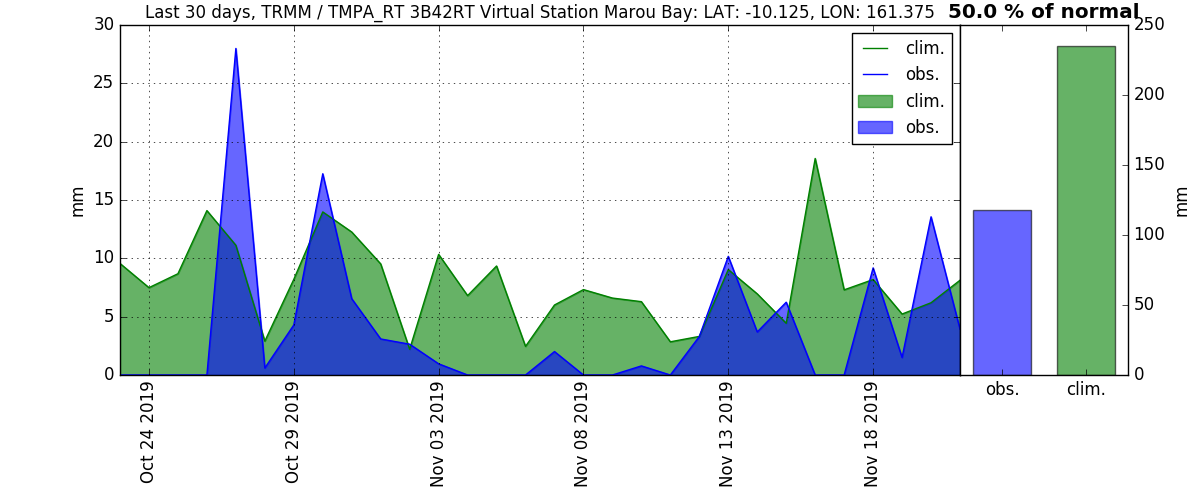 Last 30 days, TRMM / TMPA_RT 3B42RT Virtual Station Marou Bay: LAT: -10.125, LON: 161.375
50.0 % of normal
30
25
20
15
10
5
0
mm
clim.
obs.
clim.
obs.
Oct 24 2019
Oct 29 2019
Nov 03 2019
Nov 08 2019
Nov 13 2019
Nov 18 2019
250
200
150
100
50
0
mm
obs.
clim.